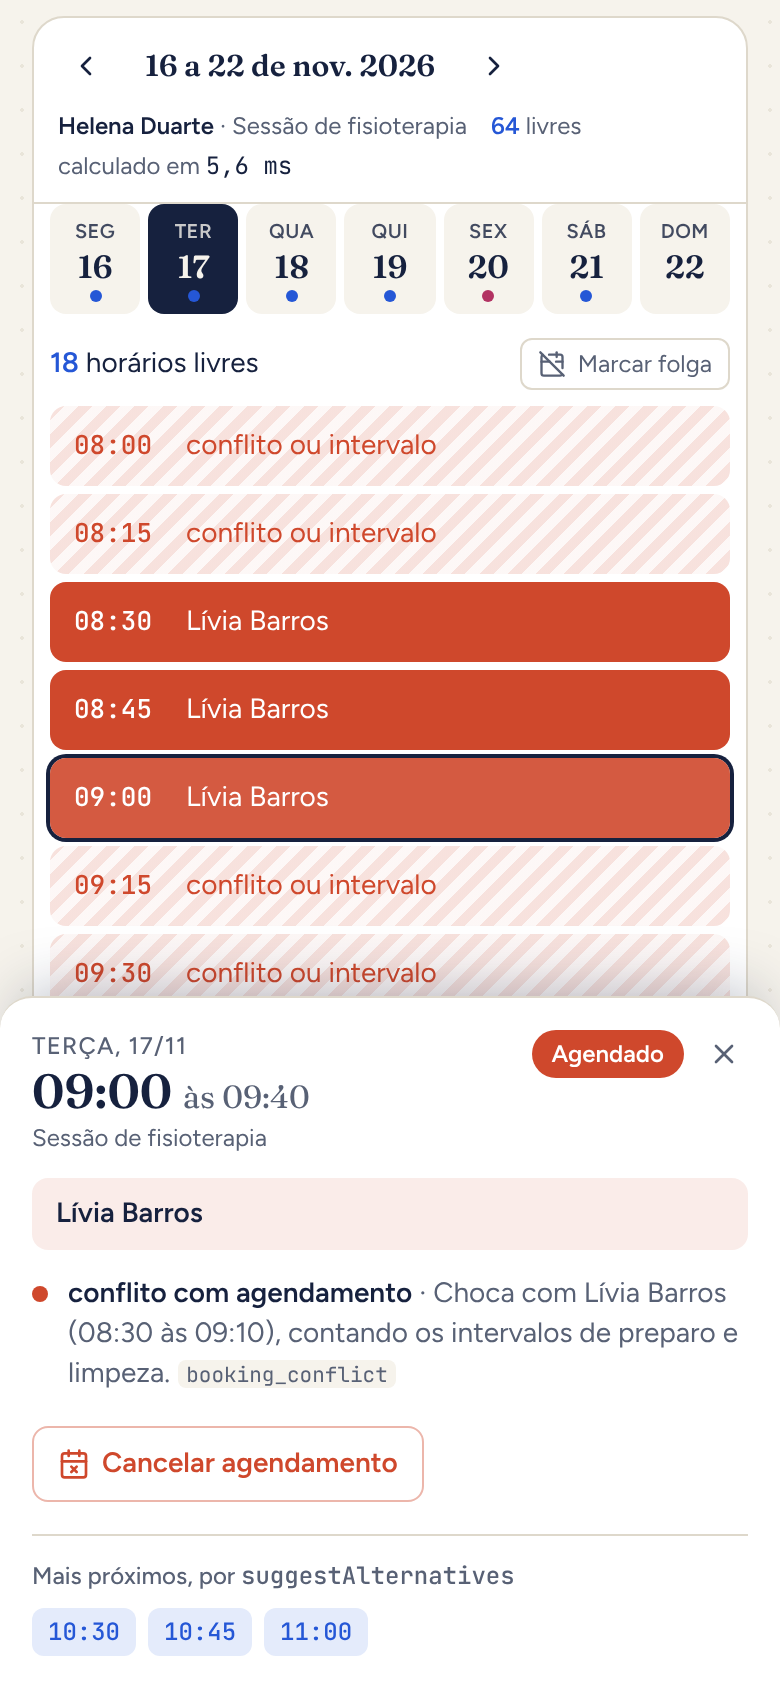 16 a 22 de nov. 2026
Helena Duarte · Sessão de fisioterapia 64 livres
calculado em 5,6 ms
SEG TER QUA QUI SEX SÁB DOM
16 17 18 19 20 21 22
18 horários livres Marcar folga
08:00 conflito ou intervalo
08:15 conflito ou intervalo
08:30 Lívia Barros
08:45 Lívia Barros
09:00 Lívia Barros
09:15 conflito ou intervalo
09:30 conflito ou intervalo
TERÇA, 17/11 Agendado
09:00 às 09:40
Sessão de fisioterapia
Lívia Barros
conflito com agendamento · Choca com Lívia Barros
(08:30 às 09:10), contando os intervalos de preparo e
limpeza. booking_conflict
Cancelar agendamento
Mais próximos, por suggestAlternatives
10:30 10:45 11:00